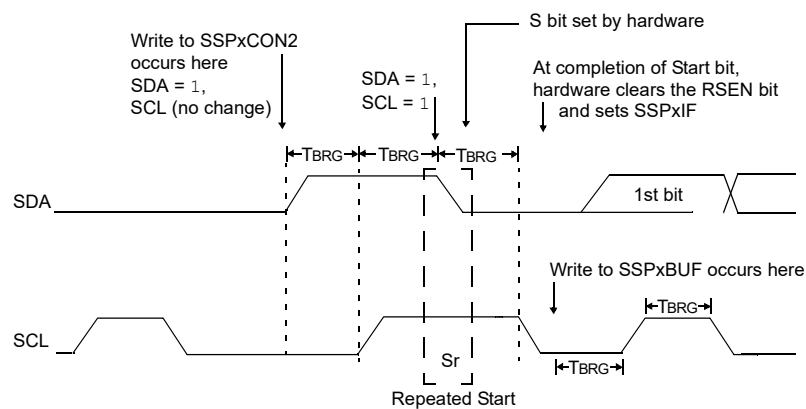 S bit set by hardware
Write to SSPxCON2
occurs here
SDA = 1,
SCL (no change)
SDA = 1,
SCL = 1
At completion of Start bit,
hardware clears the RSEN bit
and sets SSPxIF
TBRG TBRG TBRG
SDA
1st bit
Write to SSPxBUF occurs here
TBRG
SCL
Sr
TBRG
Repeated Start